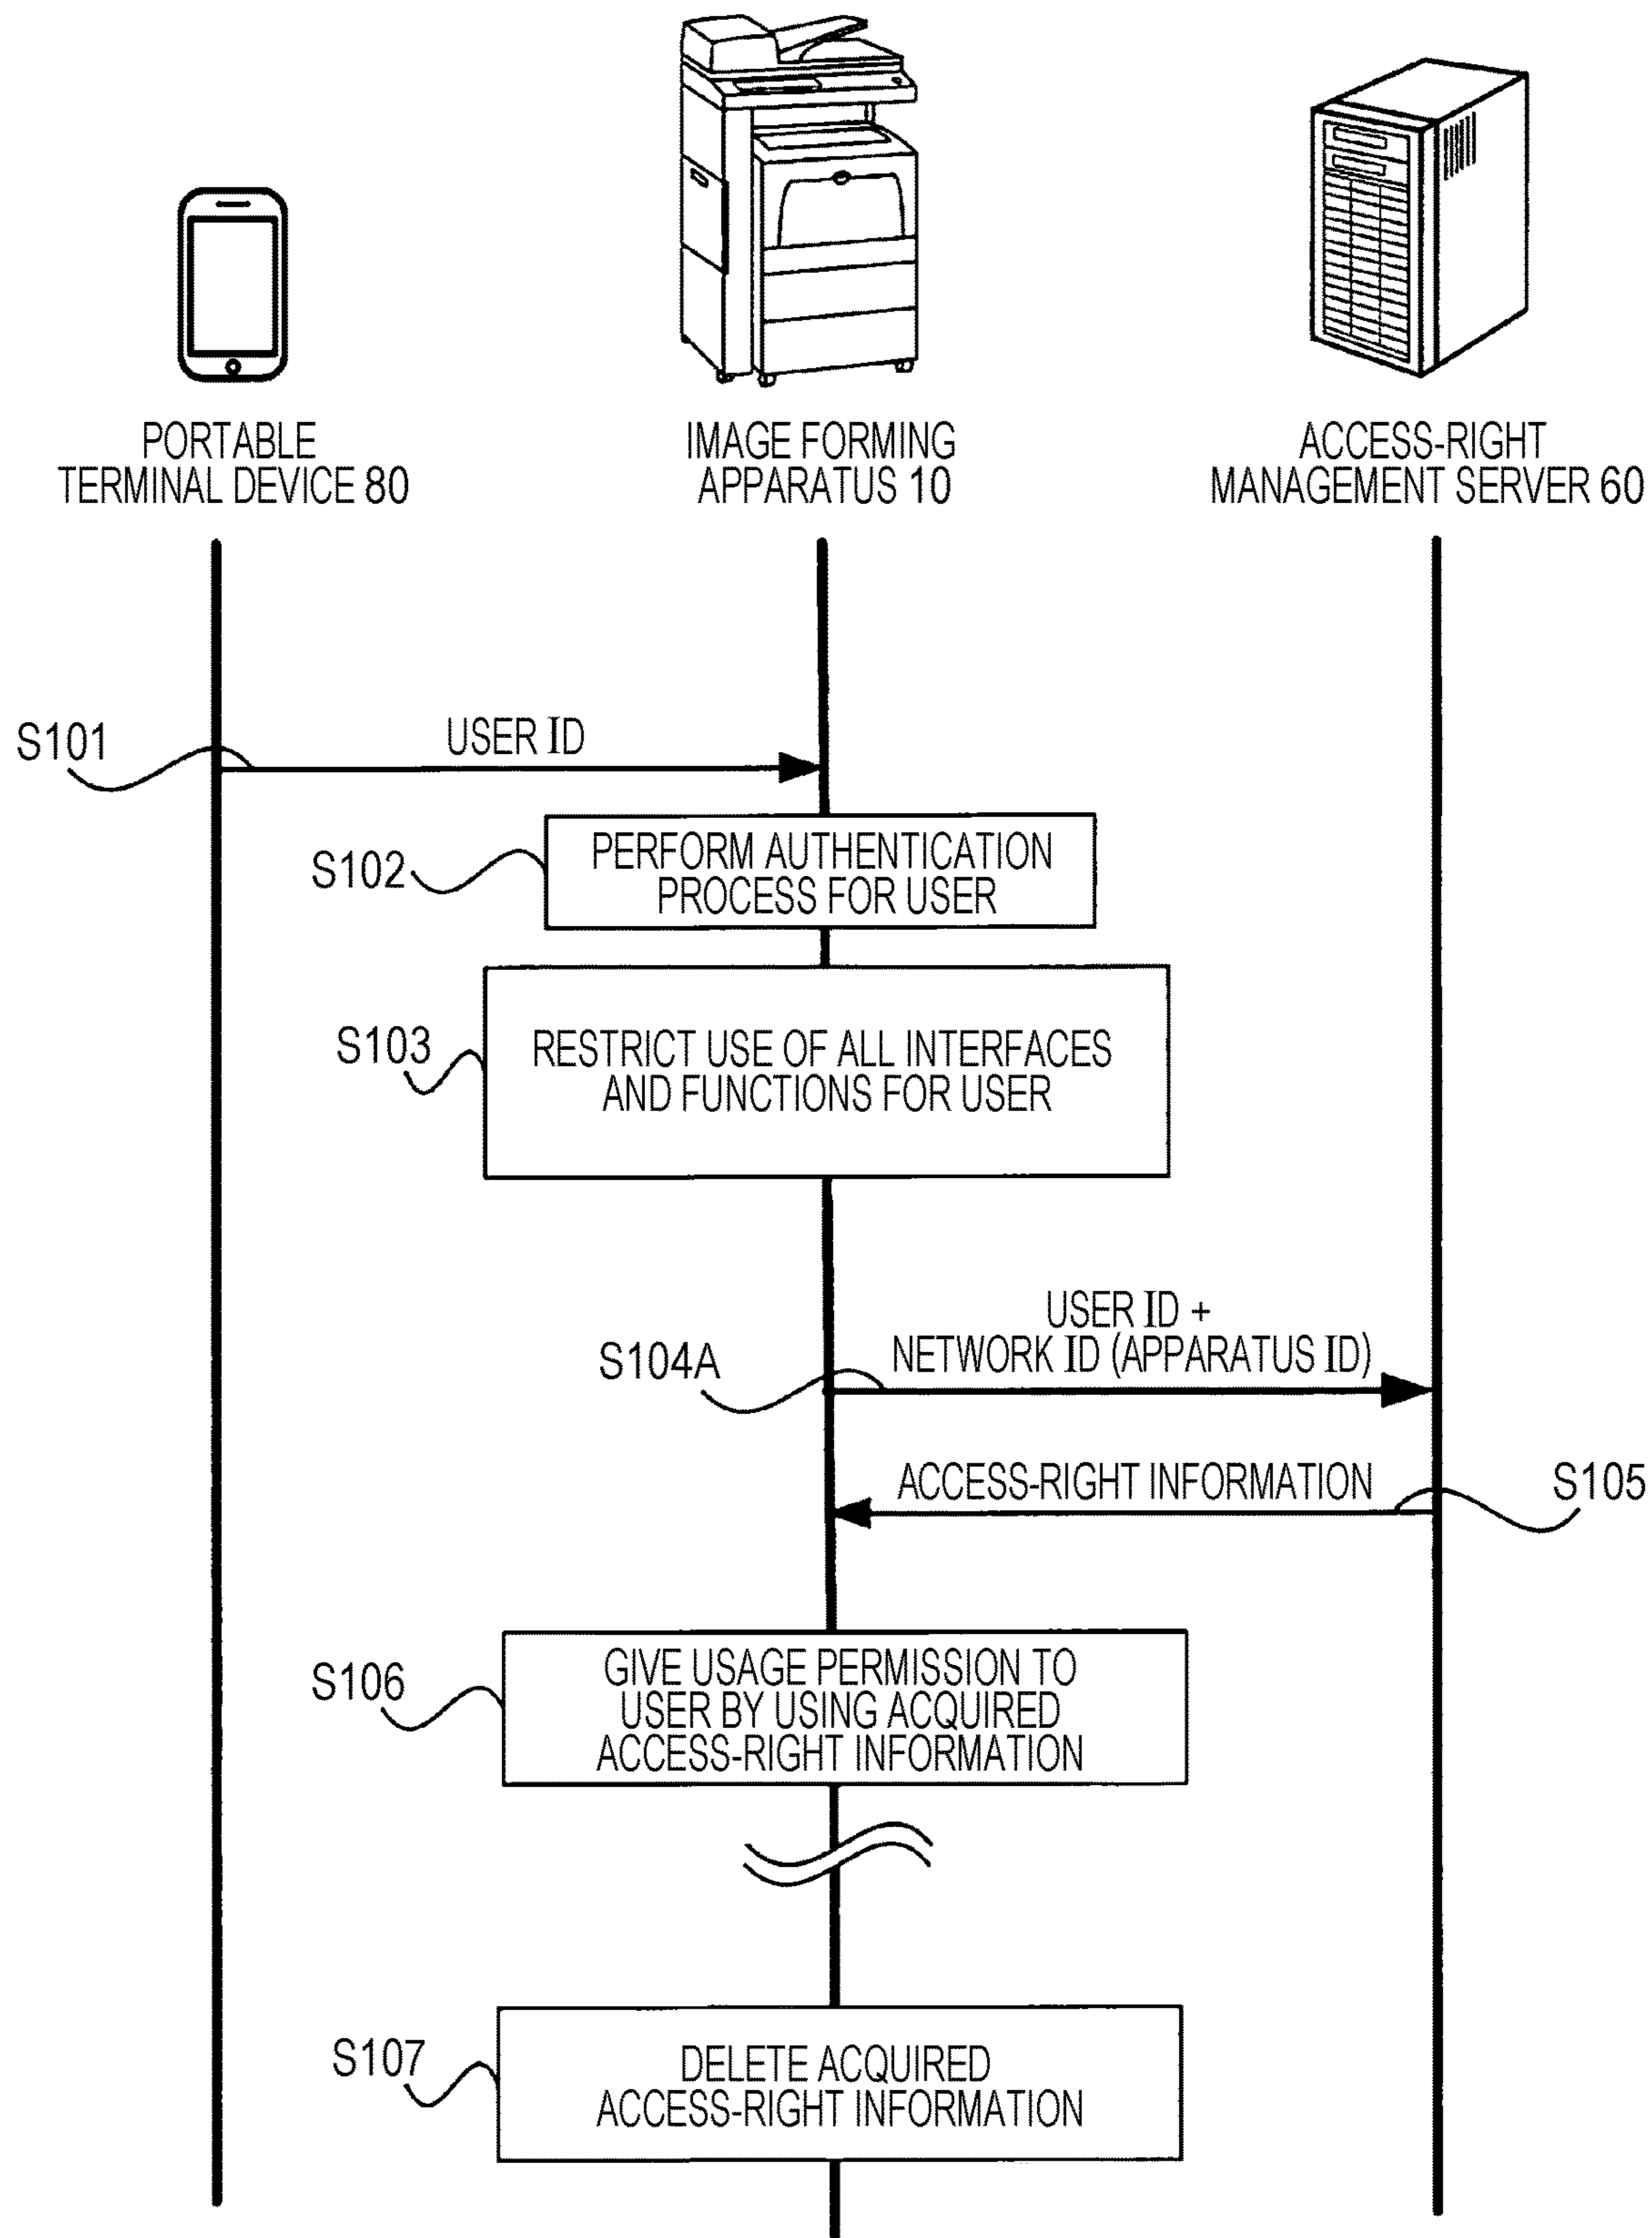 PORTABLE
TERMINAL DEVICE 80
IMAGE FORMING
APPARATUS 10
ACCESS-RIGHT
MANAGEMENT SERVER 60
S101
USER ID
S102
PERFORM AUTHENTICATION
PROCESS FOR USER
S103
RESTRICT USE OF ALL INTERFACES
AND FUNCTIONS FOR USER
S104A
USER ID +
NETWORK ID (APPARATUS ID)
ACCESS-RIGHT INFORMATION
S105
S106
GIVE USAGE PERMISSION TO
USER BY USING ACQUIRED
ACCESS-RIGHT INFORMATION
S107
DELETE ACQUIRED
ACCESS-RIGHT INFORMATION